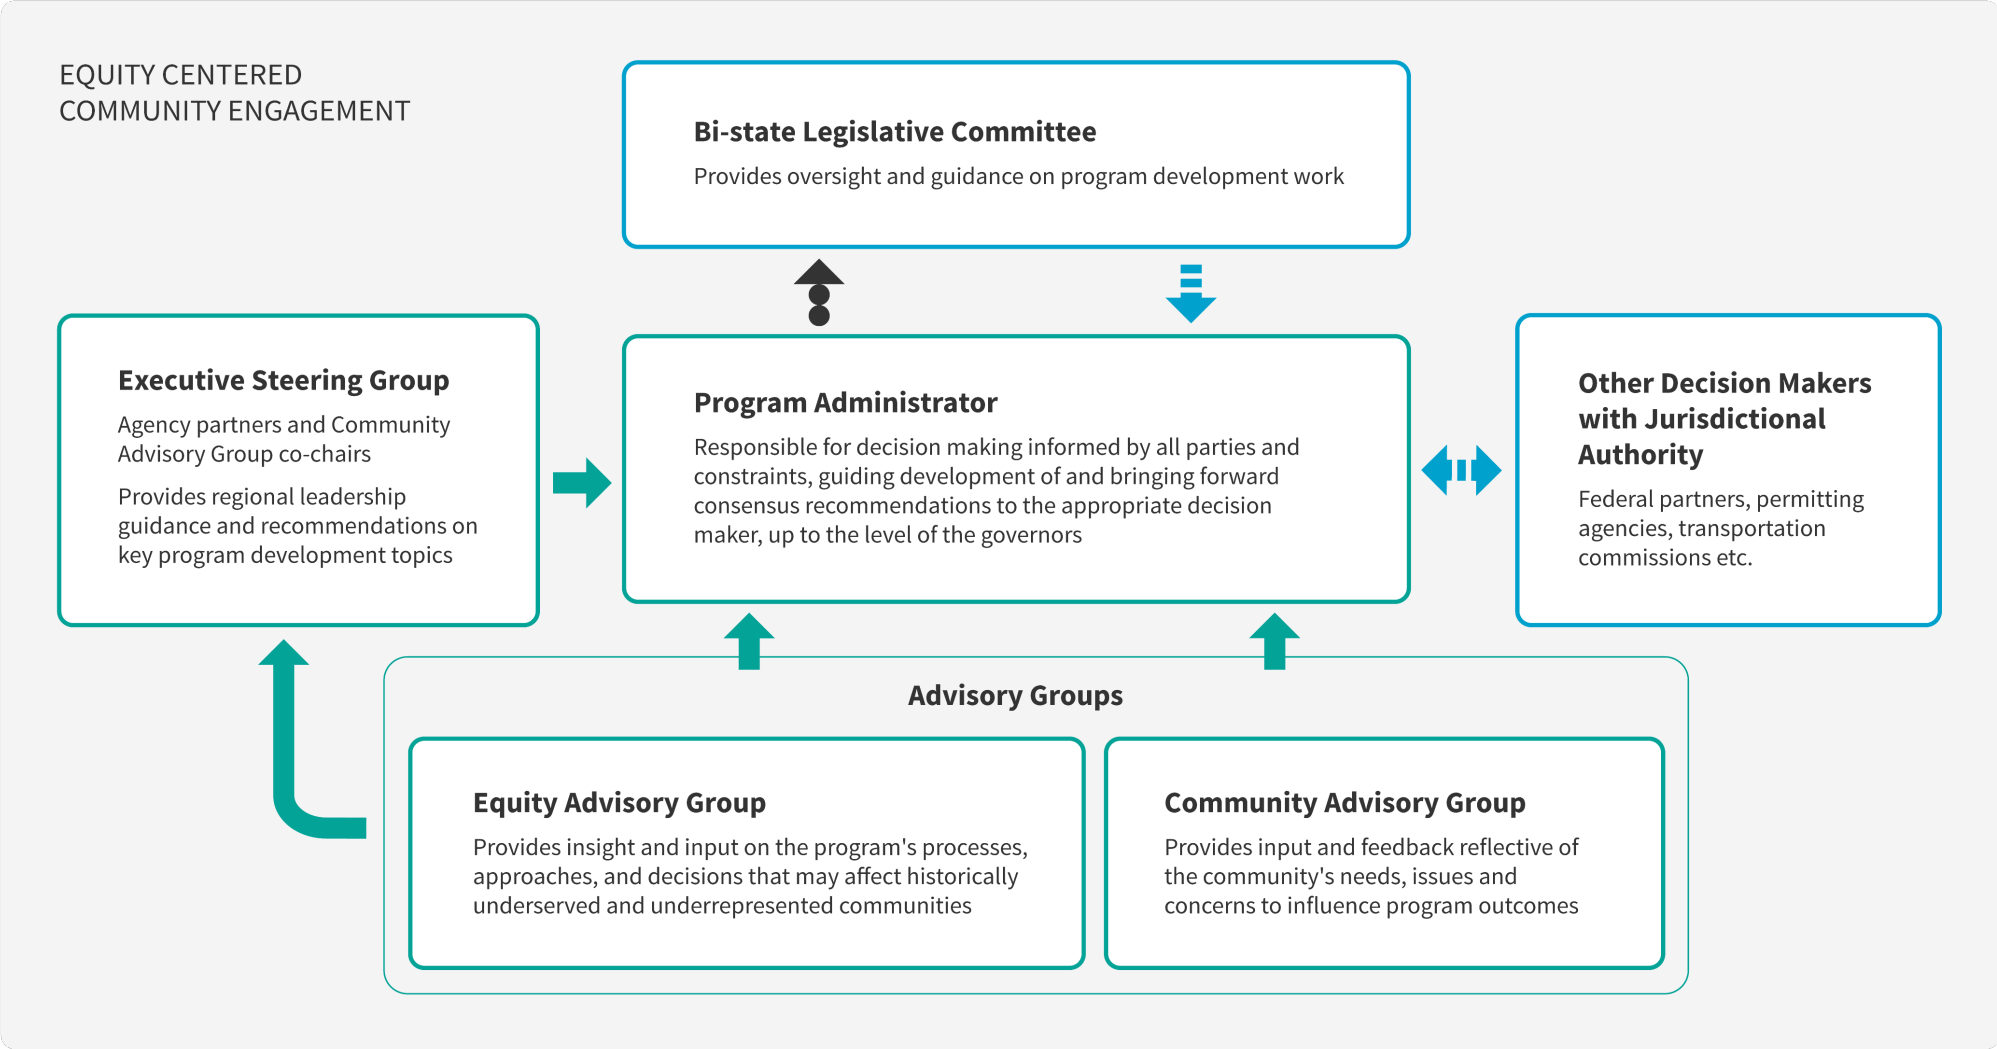 EQUITY CENTERED
COMMUNITY ENGAGEMENT
Bi-state Legislative Committee
Provides oversight and guidance on program development work
Executive Steering Group
Agency partners and Community
Advisory Group co-chairs
Provides regional leadership
guidance and recommendations on
key program development topics
Program Administrator
Responsible for decision making informed by all parties and
constraints, guiding development of and bringing forward
consensus recommendations to the appropriate decision
maker, up to the level of the governors
Other Decision Makers
with Jurisdictional
Authority
Federal partners, permitting
agencies, transportation
commissions etc.
Advisory Groups
Equity Advisory Group
Provides insight and input on the program's processes,
approaches, and decisions that may affect historically
underserved and underrepresented communities
Community Advisory Group
Provides input and feedback reflective of
the community's needs, issues and
concerns to influence program outcomes